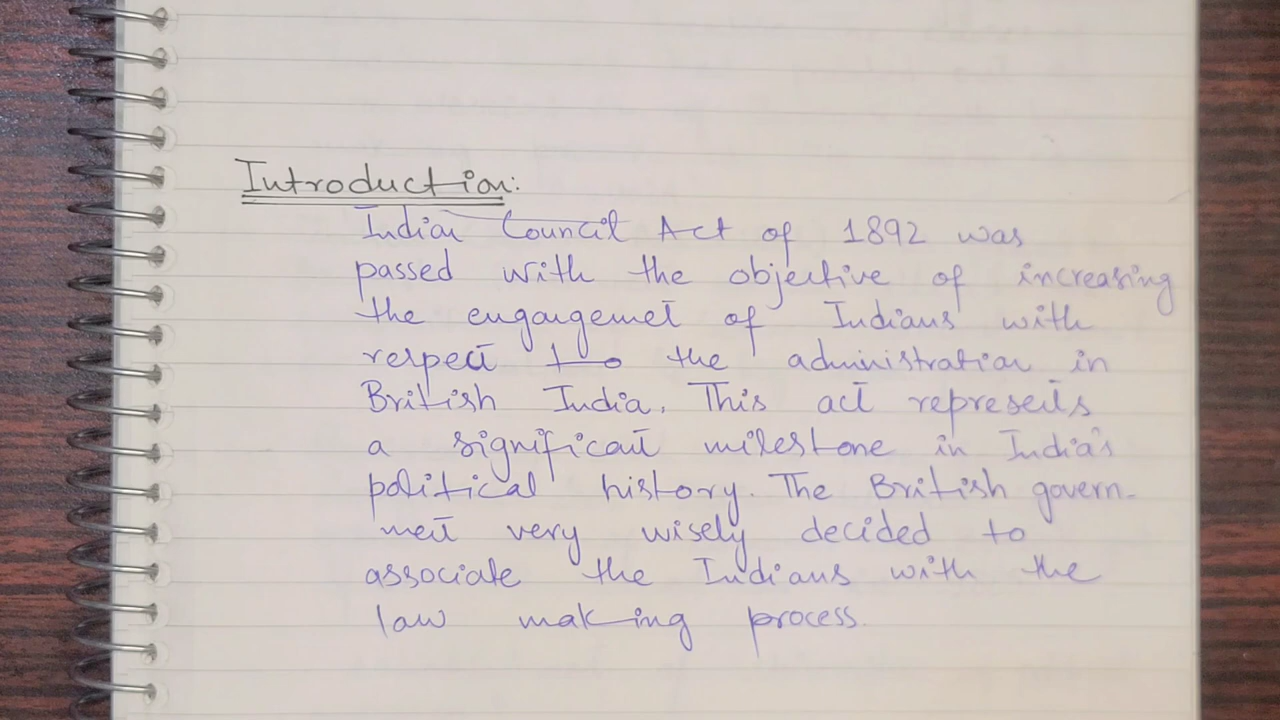 Introduction:
Indian Council Act of 1892 was
passed with the objective of increasing
the engargemet of Indians with
respect to the administration in
British India. This act represents
a significant milestone in India's
political history. The British govern-
ment very wisely decided to
associate the Indians with the
law making process.